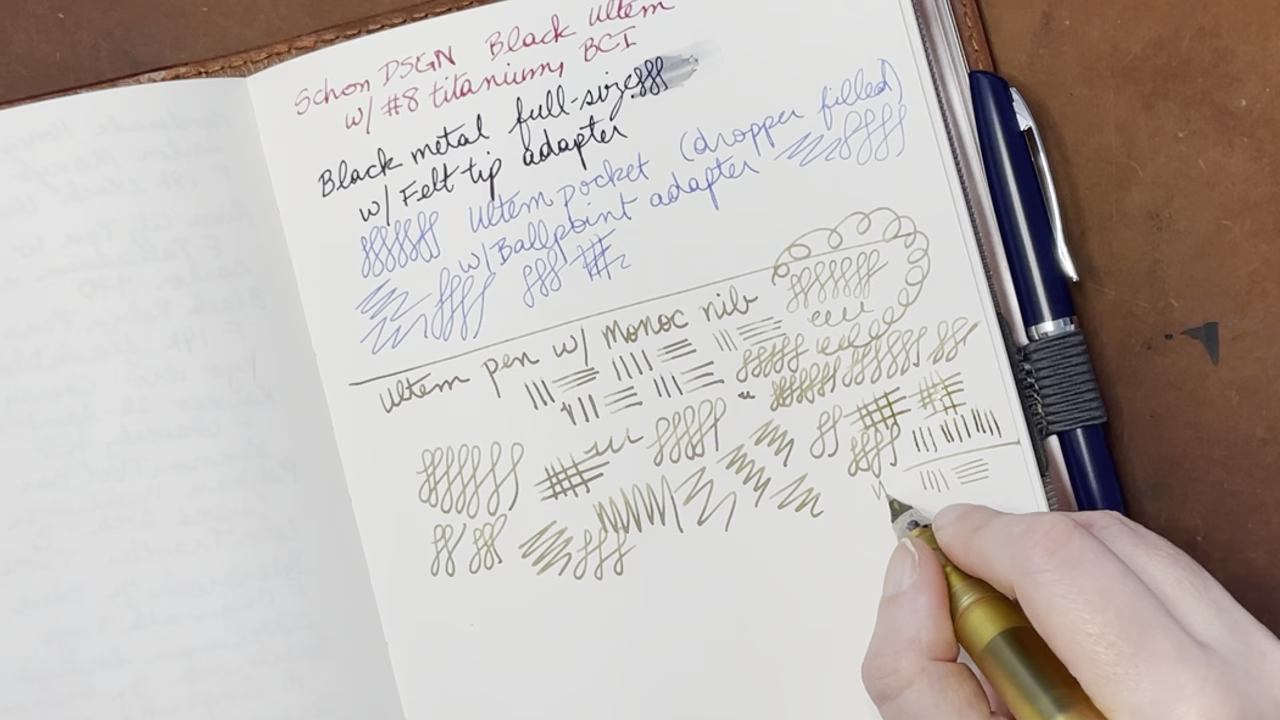 Schon DSGN Black Ultem
w/ #8 titanium, BCI
Black metal full-size
w/ Felt tip adapter
Ultem pocket (dropper filled)
w/ Ballpoint adapter
Ultem pen w/ Monoc nib